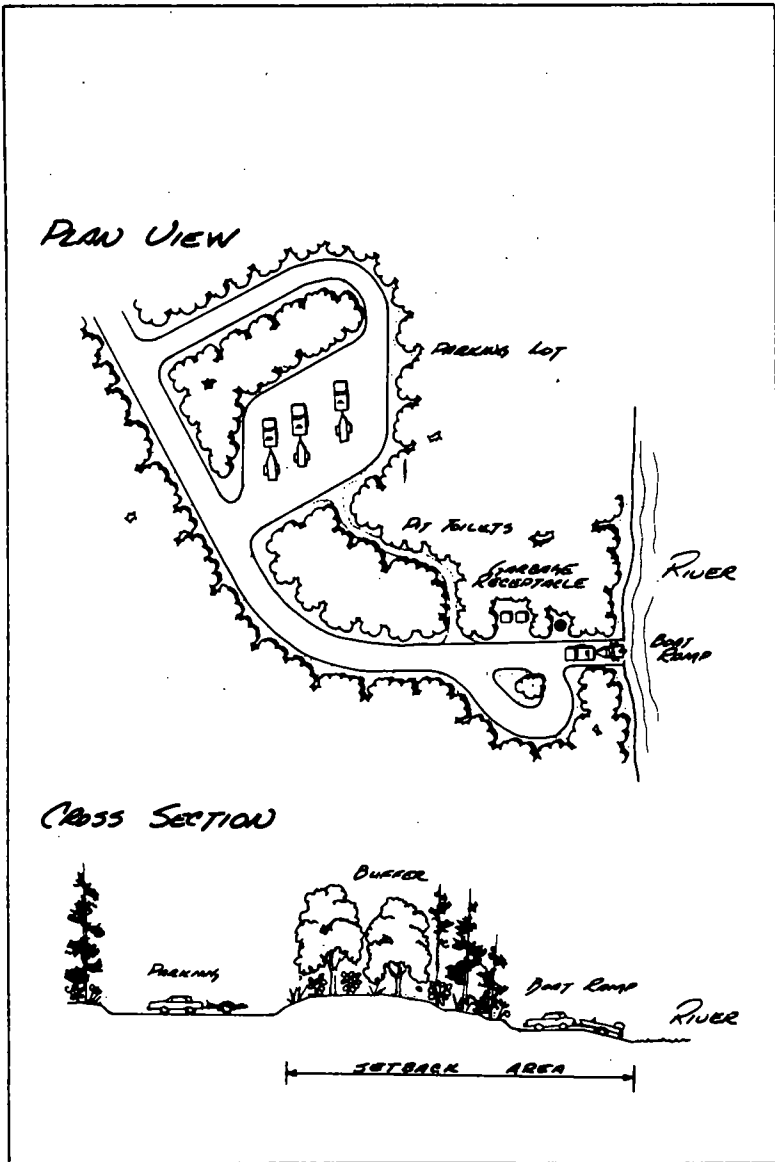 PLAN VIEW
PARKING LOT
PIT TOILETS
GARBAGE
RECEPTACLE
RIVER
BOAT
RAMP
CROSS SECTION
BUFFER
PARKING
BOAT RAMP
RIVER
SETBACK AREA